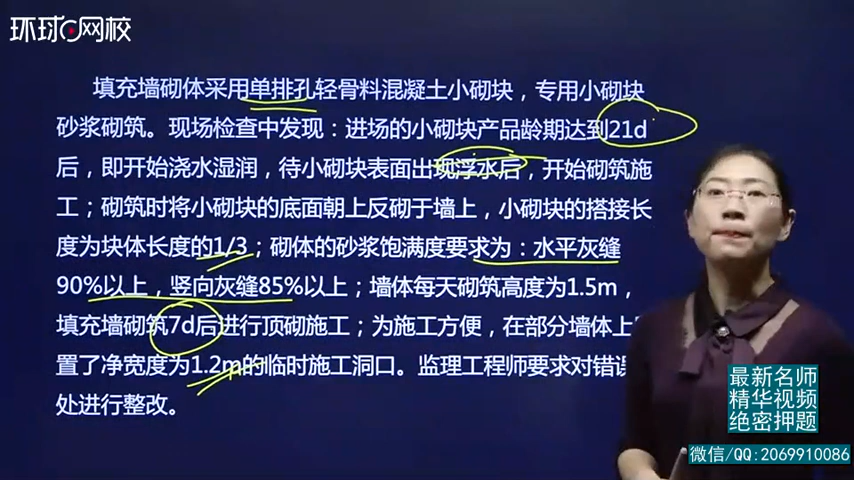 环球网校
填充墙砌体采用单排孔轻骨料混凝土小砌块，专用小砌块
砂浆砌筑。现场检查中发现：进场的小砌块产品龄期达到21d
后，即开始浇水湿润，待小砌块表面出现浮水后，开始砌筑施
工；砌筑时将小砌块的底面朝上反砌于墙上，小砌块的搭接长
度为块体长度的1/3；砌体的砂浆饱满度要求为：水平灰缝
90%以上，竖向灰缝85%以上；墙体每天砌筑高度为1.5m，
填充墙砌筑7d后进行顶砌施工；为施工方便，在部分墙体上
置了净宽度为1.2m的临时施工洞口。监理工程师要求对错误
处进行整改。
最新名师
精华视频
绝密押题
微信/QQ:2069910086